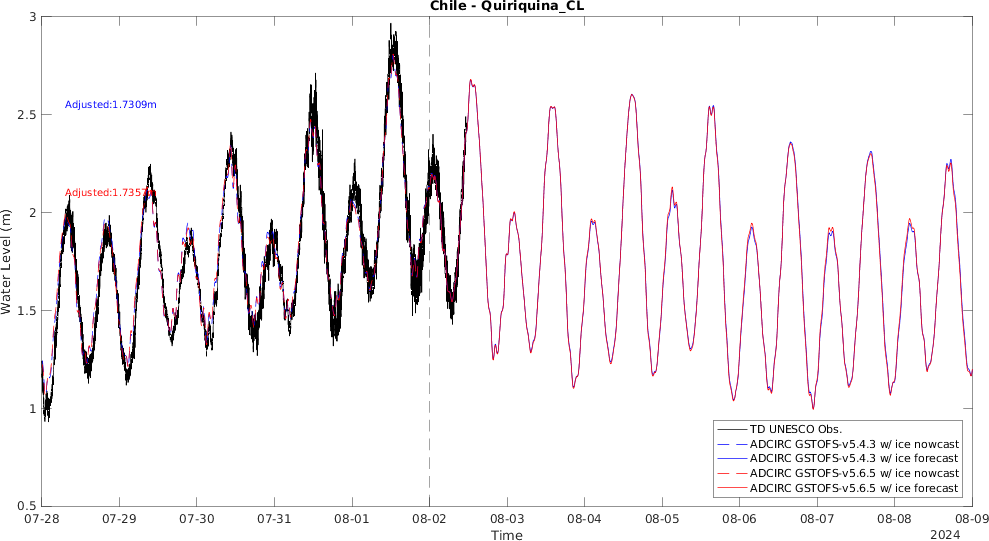 Chile - Quiriquina_CL
Water Level (m)
3
2.5
2
1.5
1
0.5
Adjusted:1.7309m
Adjusted:1.7357m
TD UNESCO Obs.
ADCIRC GSTOFS-v5.4.3 w/ ice nowcast
ADCIRC GSTOFS-v5.4.3 w/ ice forecast
ADCIRC GSTOFS-v5.6.5 w/ ice nowcast
ADCIRC GSTOFS-v5.6.5 w/ ice forecast
07-28 07-29 07-30 07-31 08-01 08-02 08-03 08-04 08-05 08-06 08-07 08-08 08-09
Time
2024